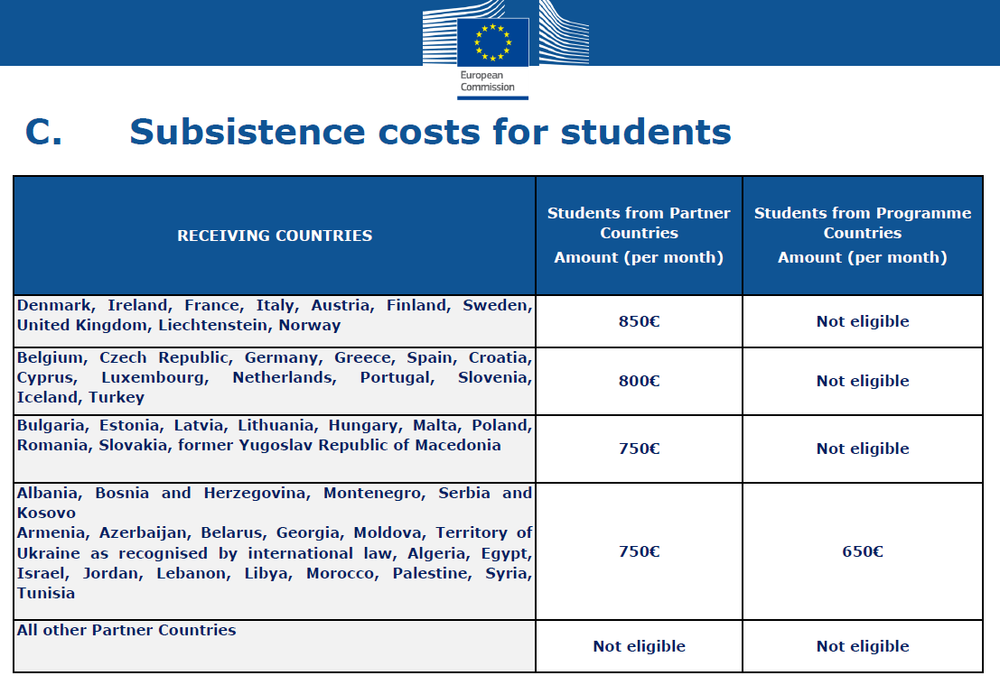 European
Commission
C. Subsistence costs for students
RECEIVING COUNTRIES
Students from Partner
Countries
Amount (per month)
Students from Programme
Countries
Amount (per month)
Denmark, Ireland, France, Italy, Austria, Finland, Sweden,
United Kingdom, Liechtenstein, Norway
850€
Not eligible
Belgium, Czech Republic, Germany, Greece, Spain, Croatia,
Cyprus, Luxembourg, Netherlands, Portugal, Slovenia,
Iceland, Turkey
800€
Not eligible
Bulgaria, Estonia, Latvia, Lithuania, Hungary, Malta, Poland,
Romania, Slovakia, former Yugoslav Republic of Macedonia
750€
Not eligible
Albania, Bosnia and Herzegovina, Montenegro, Serbia and
Kosovo
Armenia, Azerbaijan, Belarus, Georgia, Moldova, Territory of
Ukraine as recognised by international law, Algeria, Egypt,
Israel, Jordan, Lebanon, Libya, Morocco, Palestine, Syria,
Tunisia
750€
650€
All other Partner Countries
Not eligible
Not eligible